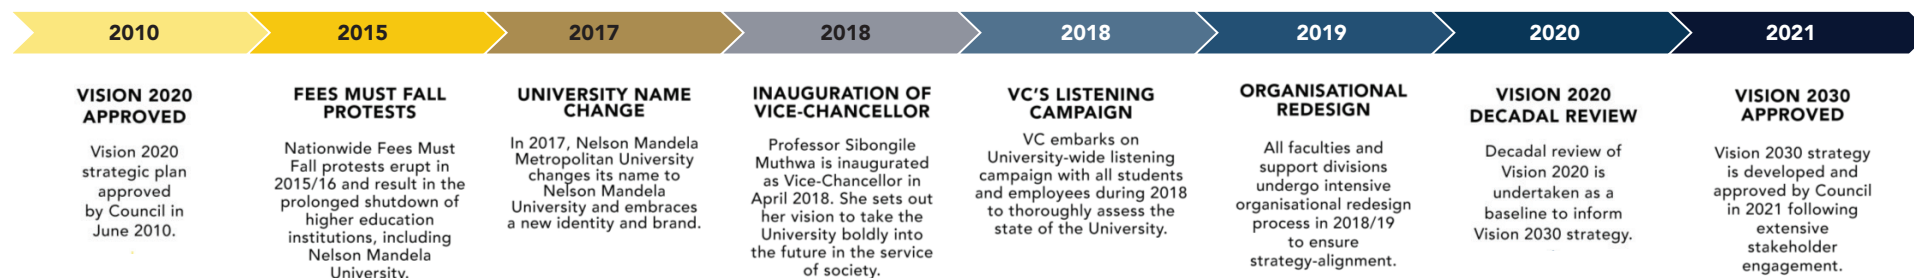 2010
2015
2017
2018
2018
2019
2020
2021
VISION 2020
APPROVED
Vision 2020
strategic plan
approved
by Council in
June 2010.
FEES MUST FALL
PROTESTS
Nationwide Fees Must
Fall protests erupt in
2015/16 and result in the
prolonged shutdown of
higher education
institutions, including
Nelson Mandela
University.
UNIVERSITY NAME
CHANGE
In 2017, Nelson Mandela
Metropolitan University
changes its name to
Nelson Mandela
University and embraces
a new identity and brand.
INAUGURATION OF
VICE-CHANCELLOR
Professor Sibongile
Muthwa is inaugurated
as Vice-Chancellor in
April 2018. She sets out
her vision to take the
University boldly into
the future in the service
of society.
VC'S LISTENING
CAMPAIGN
VC embarks on
University-wide listening
campaign with all students
and employees during 2018
to thoroughly assess the
state of the University.
ORGANISATIONAL
REDESIGN
All faculties and
support divisions
undergo intensive
organisational redesign
process in 2018/19
to ensure
strategy-alignment.
VISION 2020
DECADAL REVIEW
Decadal review of
Vision 2020 is
undertaken as a
baseline to inform
Vision 2030 strategy.
VISION 2030
APPROVED
Vision 2030 strategy
is developed and
approved by Council
in 2021 following
extensive
stakeholder
engagement.